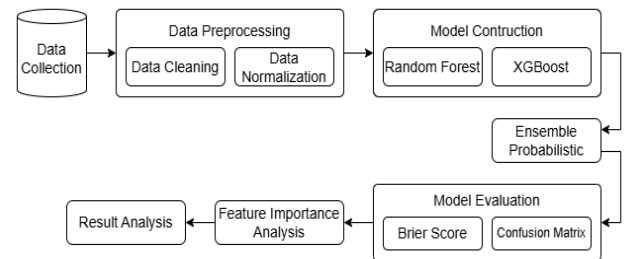 Data
Collection
Data Preprocessing
Data Cleaning
Data
Normalization
Model Contruction
Random Forest
XGBoost
Ensemble
Probabilistic
Model Evaluation
Brier Score
Confusion Matrix
Feature Importance
Analysis
Result Analysis